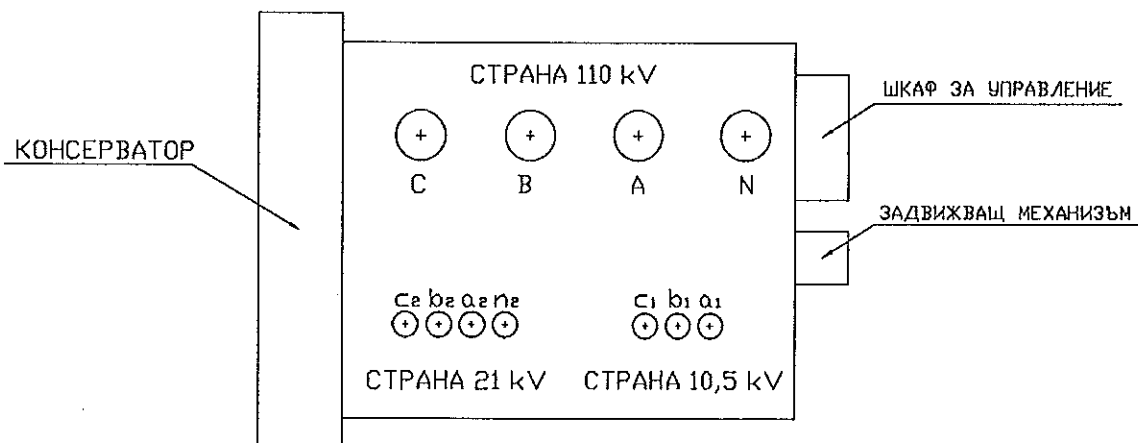 СТРАНА 110 kV
ШКАФ ЗА УПРАВЛЕНИЕ
КОНСЕРВАТОР
C B A N
ЗАДВИЖВАЩ МЕХАНИЗЪМ
c2 b2 a2 n2
c1 b1 a1
СТРАНА 21 kV
СТРАНА 10,5 kV